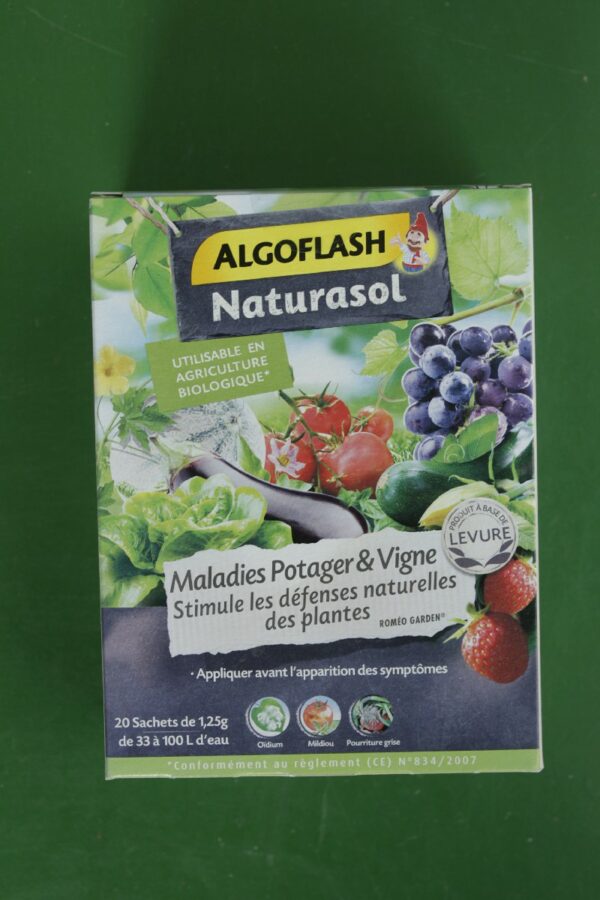 ALGOFLASH
Naturasol
UTILISABLE EN
AGRICULTURE
BIOLOGIQUE*
PRODUIT À BASE DE
LEVURE
Maladies Potager & Vigne
Stimule les défenses naturelles
des plantes
ROMÉO GARDEN®
· Appliquer avant l'apparition des symptômes
20 Sachets de 1,25g
de 33 à 100 L d'eau
Oïdium
Mildiou
Pourriture grise
*Conformément au règlement (CE) N°834/2007